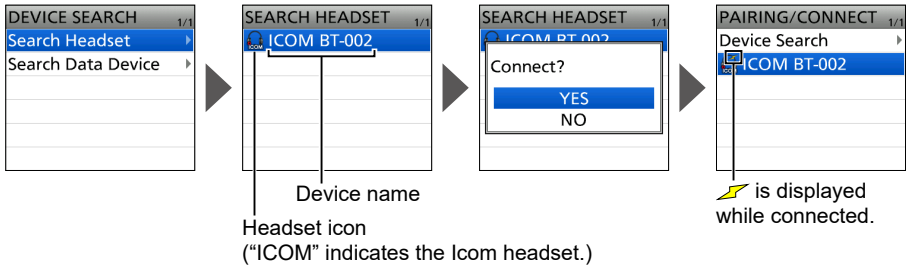 DEVICE SEARCH 1/1
Search Headset
Search Data Device
SEARCH HEADSET 1/1
ICOM
ICOM BT-002
SEARCH HEADSET 1/1
ICOM BT-002
Connect?
YES
NO
PAIRING/CONNECT 1/1
Device Search
ICOM BT-002
Device name
Headset icon
("ICOM" indicates the Icom headset.)
is displayed
while connected.